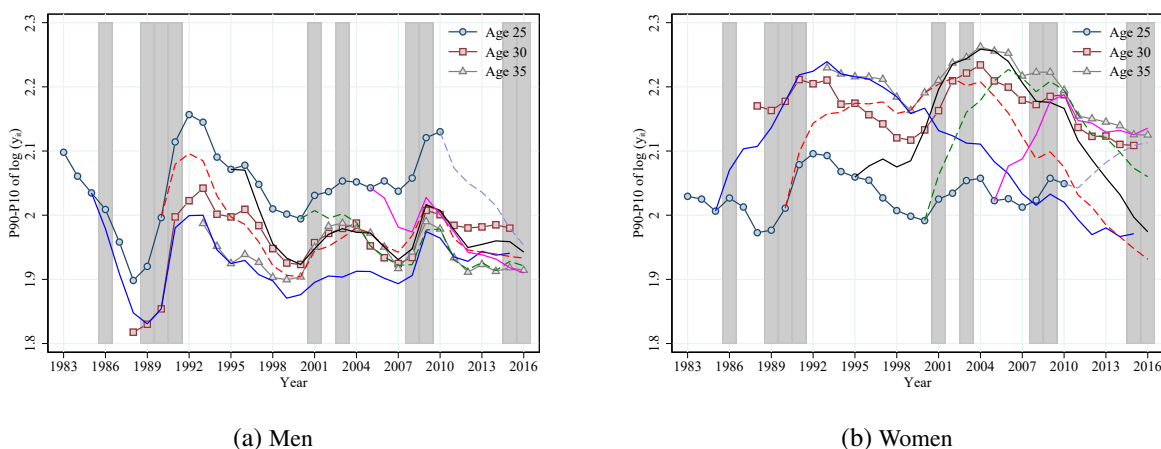 P90-P10 of log (yit)
2.3
2.2
2.1
2
1.9
1.8
Age 25
Age 30
Age 35
1983 1986 1989 1992 1995 1998 2001 2004 2007 2010 2013 2016
Year
(a) Men
P90-P10 of log (yit)
2.3
2.2
2.1
2
1.9
1.8
Age 25
Age 30
Age 35
1983 1986 1989 1992 1995 1998 2001 2004 2007 2010 2013 2016
Year
(b) Women